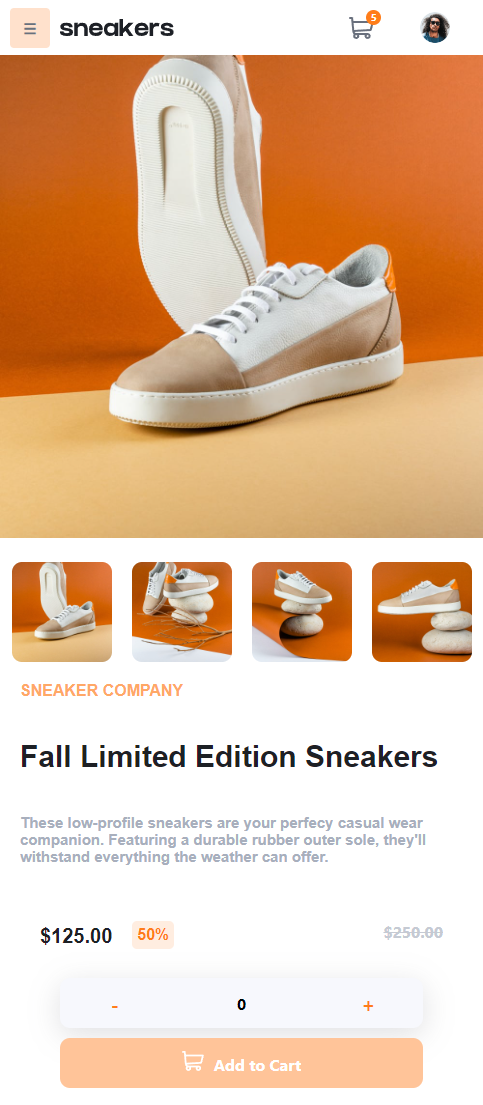 sneakers
5
SNEAKER COMPANY
Fall Limited Edition Sneakers
These low-profile sneakers are your perfecy casual wear
companion. Featuring a durable rubber outer sole, they'll
withstand everything the weather can offer.
$125.00 50% $250.00
- 0 +
Add to Cart